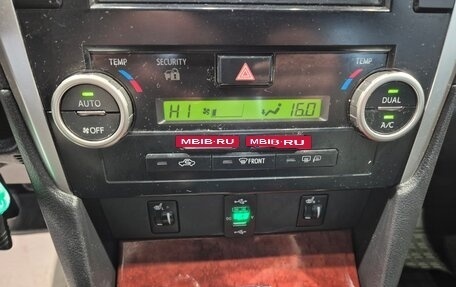 TEMP
SECURITY
TEMP
AUTO
OFF
HI
16.0
DUAL
A/C
MBIB·RU MBIB·RU
FRONT